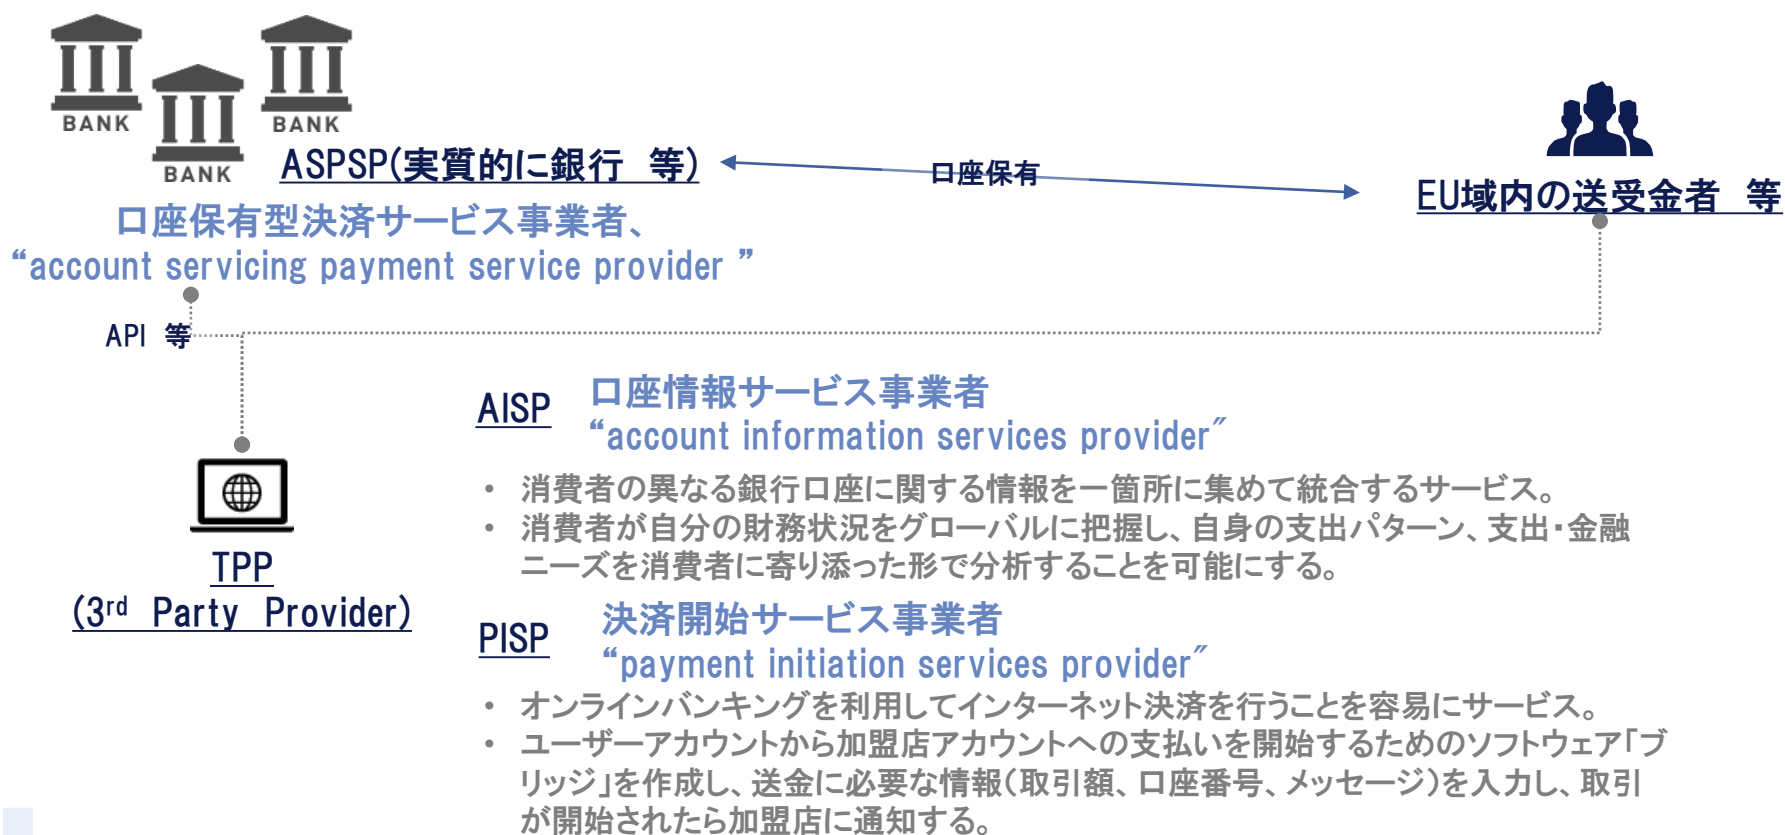 BANK
BANK
BANK
ASPSP(実質的に銀行 等)
口座保有
EU域内の送受金者 等
口座保有型決済サービス事業者、
“account servicing payment service provider ”
API 等
AISP
口座情報サービス事業者
“account information services provider”
• 消費者の異なる銀行口座に関する情報を一箇所に集めて統合するサービス。
• 消費者が自分の財務状況をグローバルに把握し、自身の支出パターン、支出・金融
ニーズを消費者に寄り添った形で分析することを可能にする。
TPP
(3rd Party Provider)
PISP
決済開始サービス事業者
“payment initiation services provider”
• オンラインバンキングを利用してインターネット決済を行うことを容易にサービス。
• ユーザーアカウントから加盟店アカウントへの支払いを開始するためのソフトウェア「ブ
リッジ」を作成し、送金に必要な情報(取引額、口座番号、メッセージ)を入力し、取引
が開始されたら加盟店に通知する。